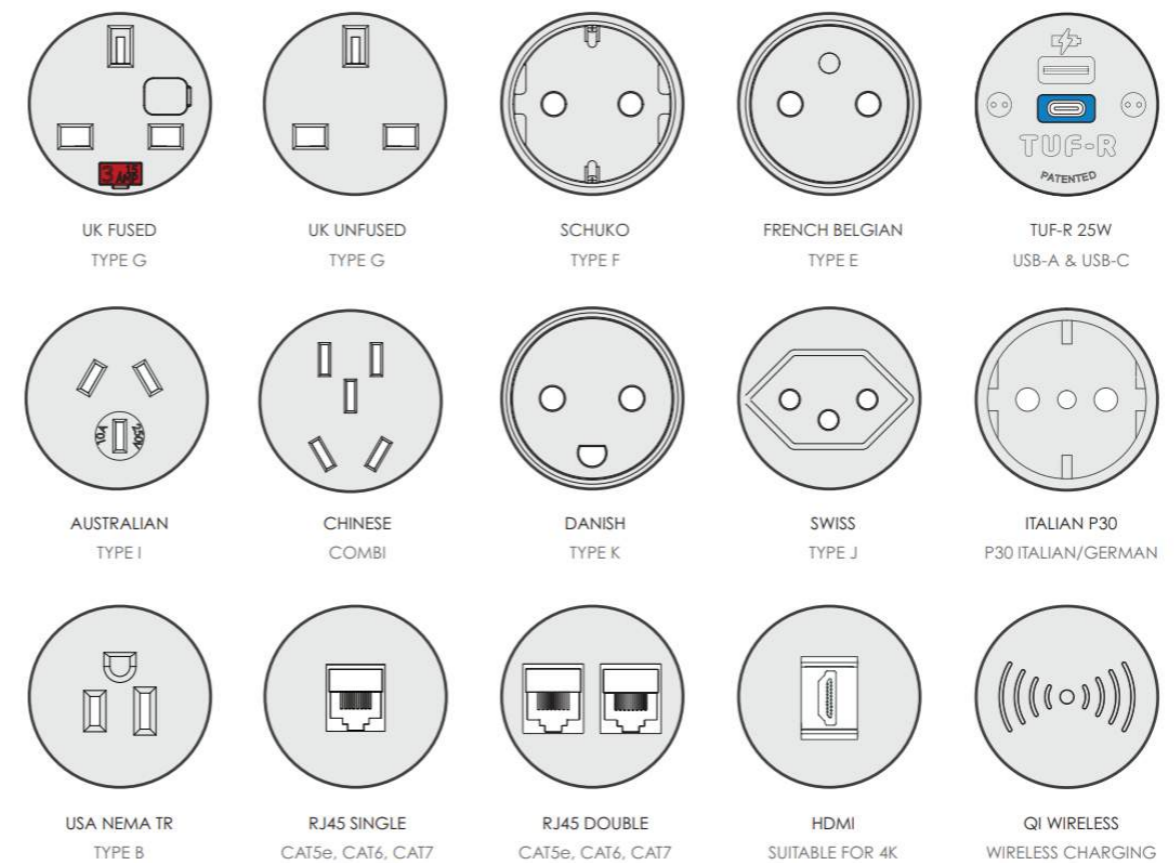 3 AMP
TUF-R
PATENTED
UK FUSED
TYPE G
UK UNFUSED
TYPE G
SCHUKO
TYPE F
FRENCH BELGIAN
TYPE E
TUF-R 25W
USB-A & USB-C
10A
250V
AUSTRALIAN
TYPE I
CHINESE
COMBI
DANISH
TYPE K
SWISS
TYPE J
ITALIAN P30
P30 ITALIAN/GERMAN
USA NEMA TR
TYPE B
RJ45 SINGLE
CAT5e, CAT6, CAT7
RJ45 DOUBLE
CAT5e, CAT6, CAT7
HDMI
SUITABLE FOR 4K
QI WIRELESS
WIRELESS CHARGING